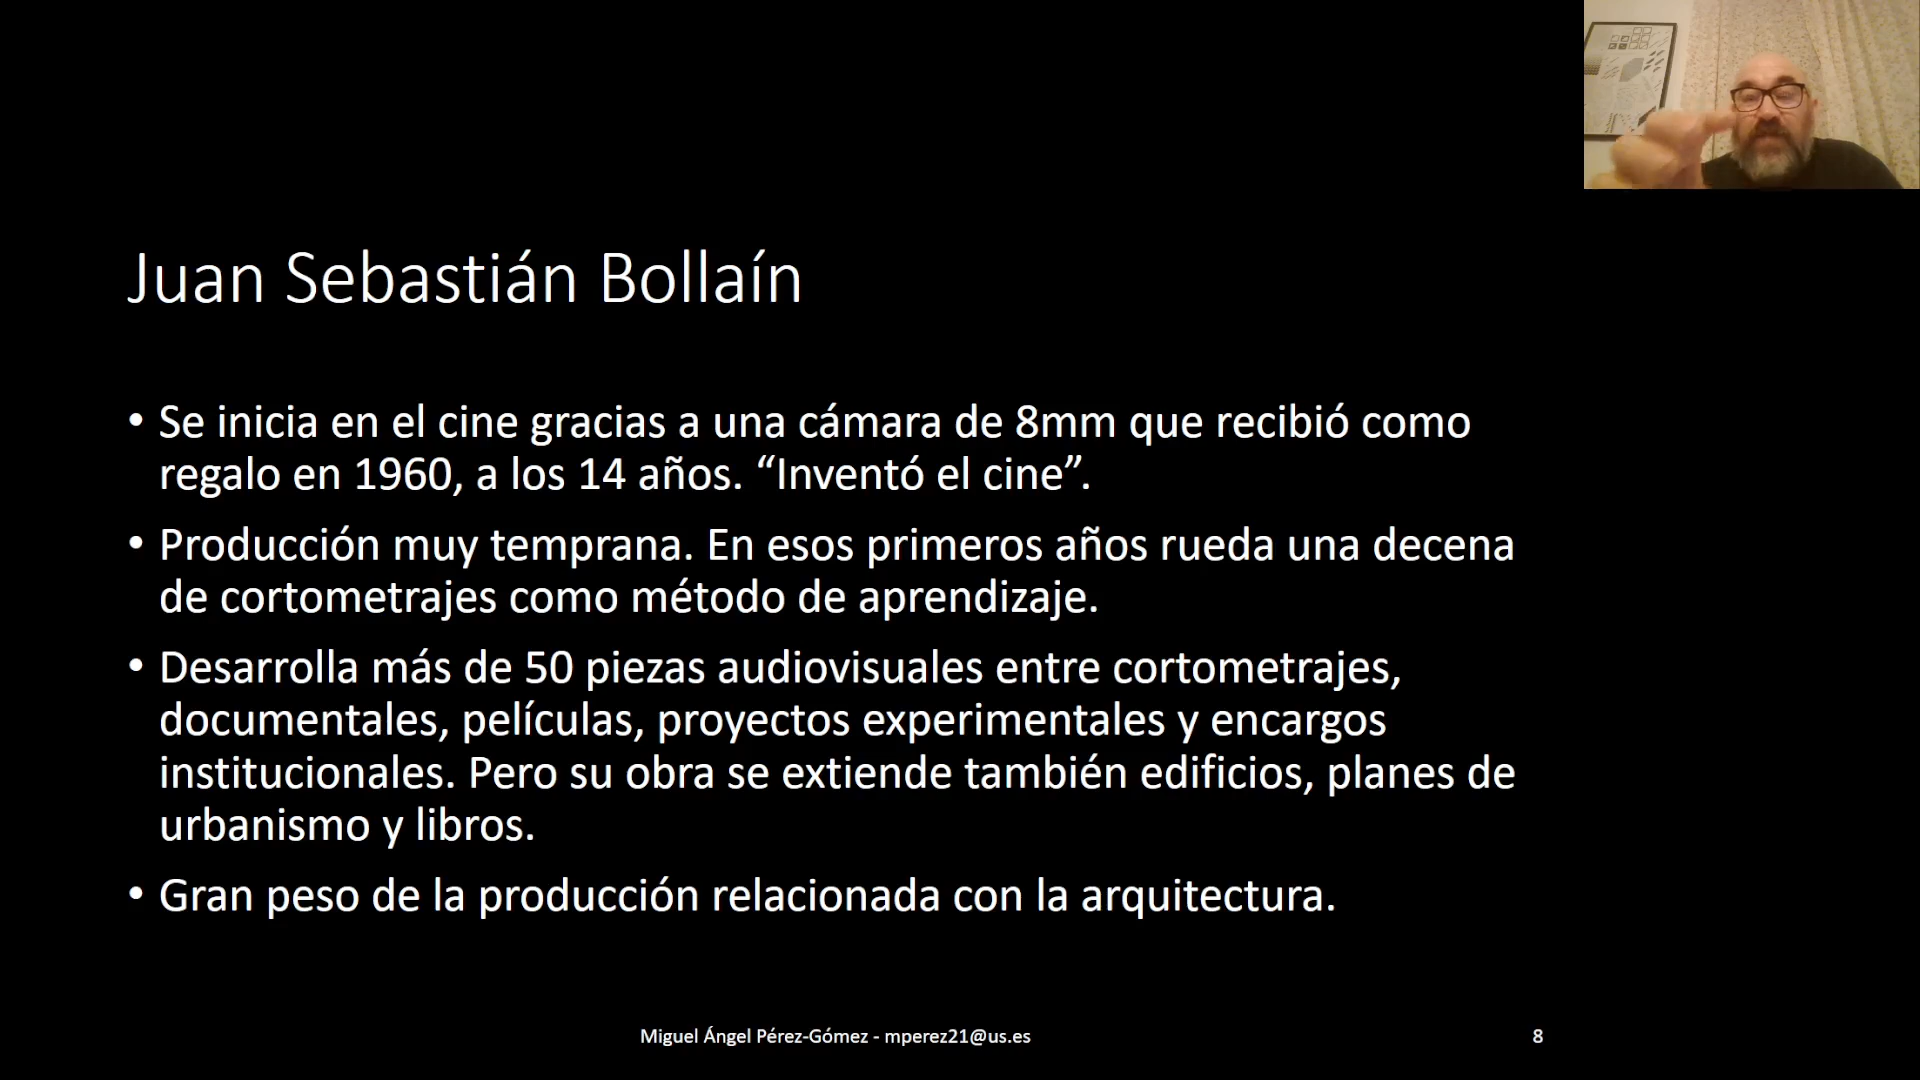 Juan Sebastián Bollaín
• Se inicia en el cine gracias a una cámara de 8mm que recibió como
regalo en 1960, a los 14 años. “Inventó el cine”.
• Producción muy temprana. En esos primeros años rueda una decena
de cortometrajes como método de aprendizaje.
• Desarrolla más de 50 piezas audiovisuales entre cortometrajes,
documentales, películas, proyectos experimentales y encargos
institucionales. Pero su obra se extiende también edificios, planes de
urbanismo y libros.
• Gran peso de la producción relacionada con la arquitectura.
Miguel Ángel Pérez-Gómez - mperez21@us.es
8